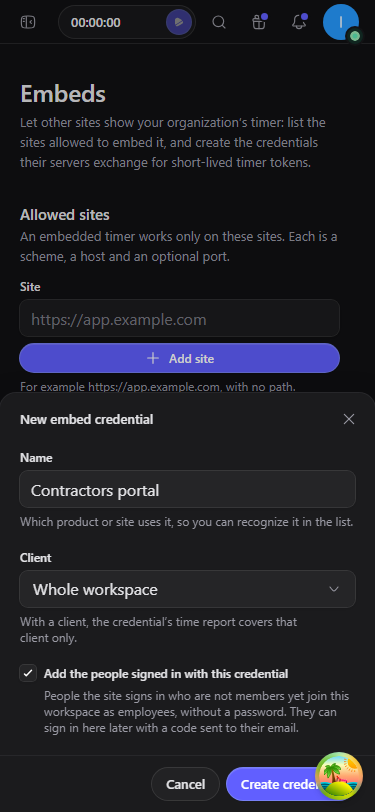 00:00:00
I
Embeds
Let other sites show your organization's timer: list the
sites allowed to embed it, and create the credentials
their servers exchange for short-lived timer tokens.
Allowed sites
An embedded timer works only on these sites. Each is a
scheme, a host and an optional port.
Site
https://app.example.com
Add site
For example https://app.example.com, with no path.
New embed credential
Name
Contractors portal
Which product or site uses it, so you can recognize it in the list.
Client
Whole workspace
With a client, the credential's time report covers that
client only.
Add the people signed in with this credential
People the site signs in who are not members yet join this
workspace as employees, without a password. They can
sign in here later with a code sent to their email.
Cancel
Create